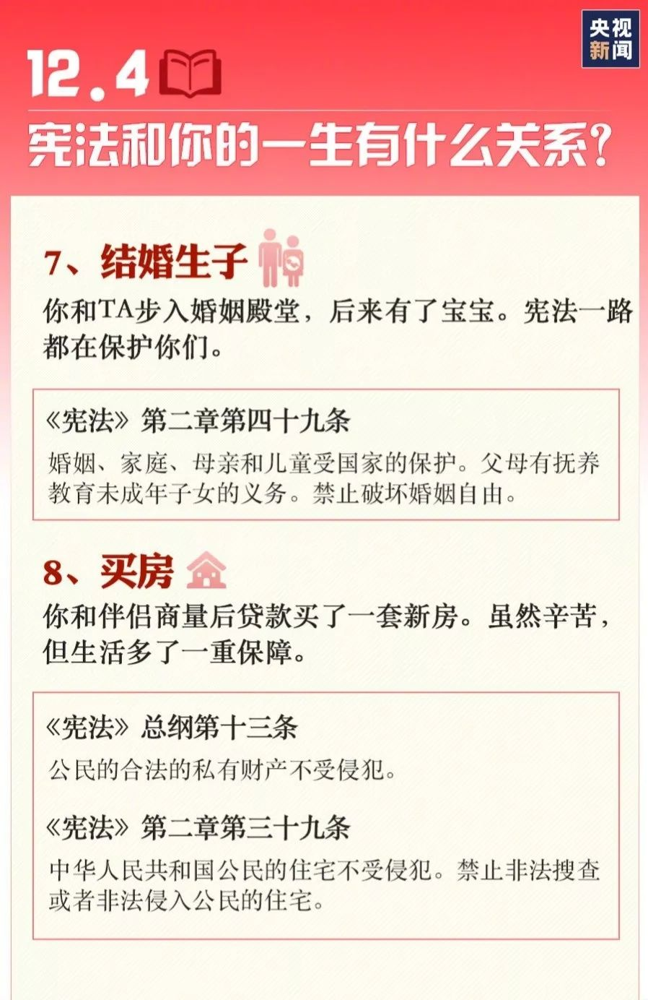 央视
新闻
12.4
宪法和你的一生有什么关系？
7、结婚生子
你和TA步入婚姻殿堂，后来有了宝宝。宪法一路
都在保护你们。
《宪法》第二章第四十九条
婚姻、家庭、母亲和儿童受国家的保护。父母有抚养
教育未成年子女的义务。禁止破坏婚姻自由。
8、买房
你和伴侣商量后贷款买了一套新房。虽然辛苦，
但生活多了一重保障。
《宪法》总纲第十三条
公民的合法的私有财产不受侵犯。
《宪法》第二章第三十九条
中华人民共和国公民的住宅不受侵犯。禁止非法搜查
或者非法侵入公民的住宅。